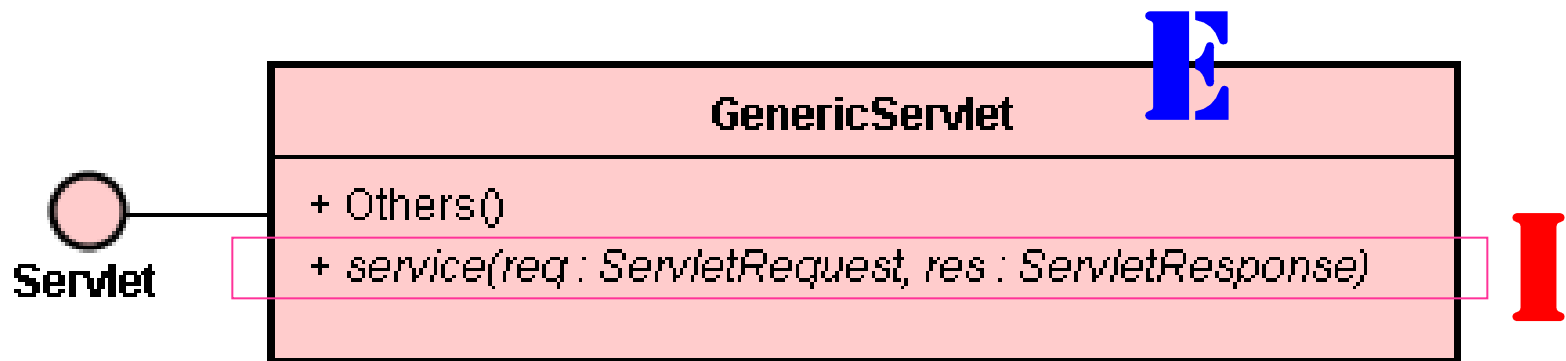 E
GenericServlet
+ Others()
Servlet
+ service(req : ServletRequest, res : ServletResponse)
I